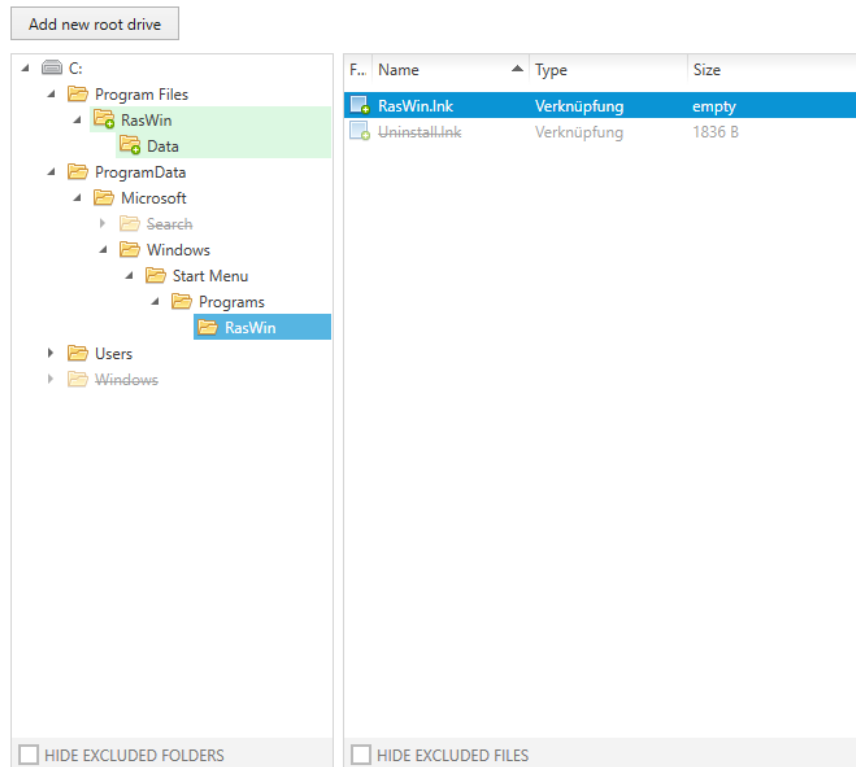 Add new root drive
C:
Program Files
RasWin
Data
ProgramData
Microsoft
Search
Windows
Start Menu
Programs
RasWin
Users
Windows
HIDE EXCLUDED FOLDERS
F... Name Type Size
RasWin.lnk Verknüpfung empty
Uninstall.lnk Verknüpfung 1836 B
HIDE EXCLUDED FILES